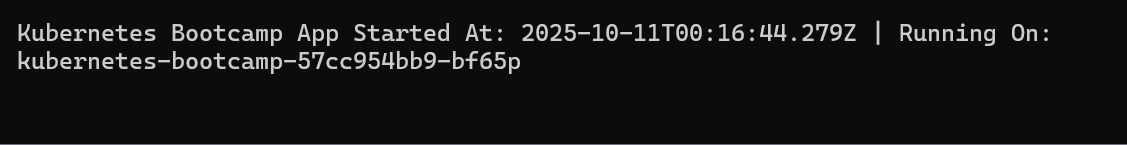 Kubernetes Bootcamp App Started At: 2025-10-11T00:16:44.279Z | Running On:
kubernetes-bootcamp-57cc954bb9-bf65p